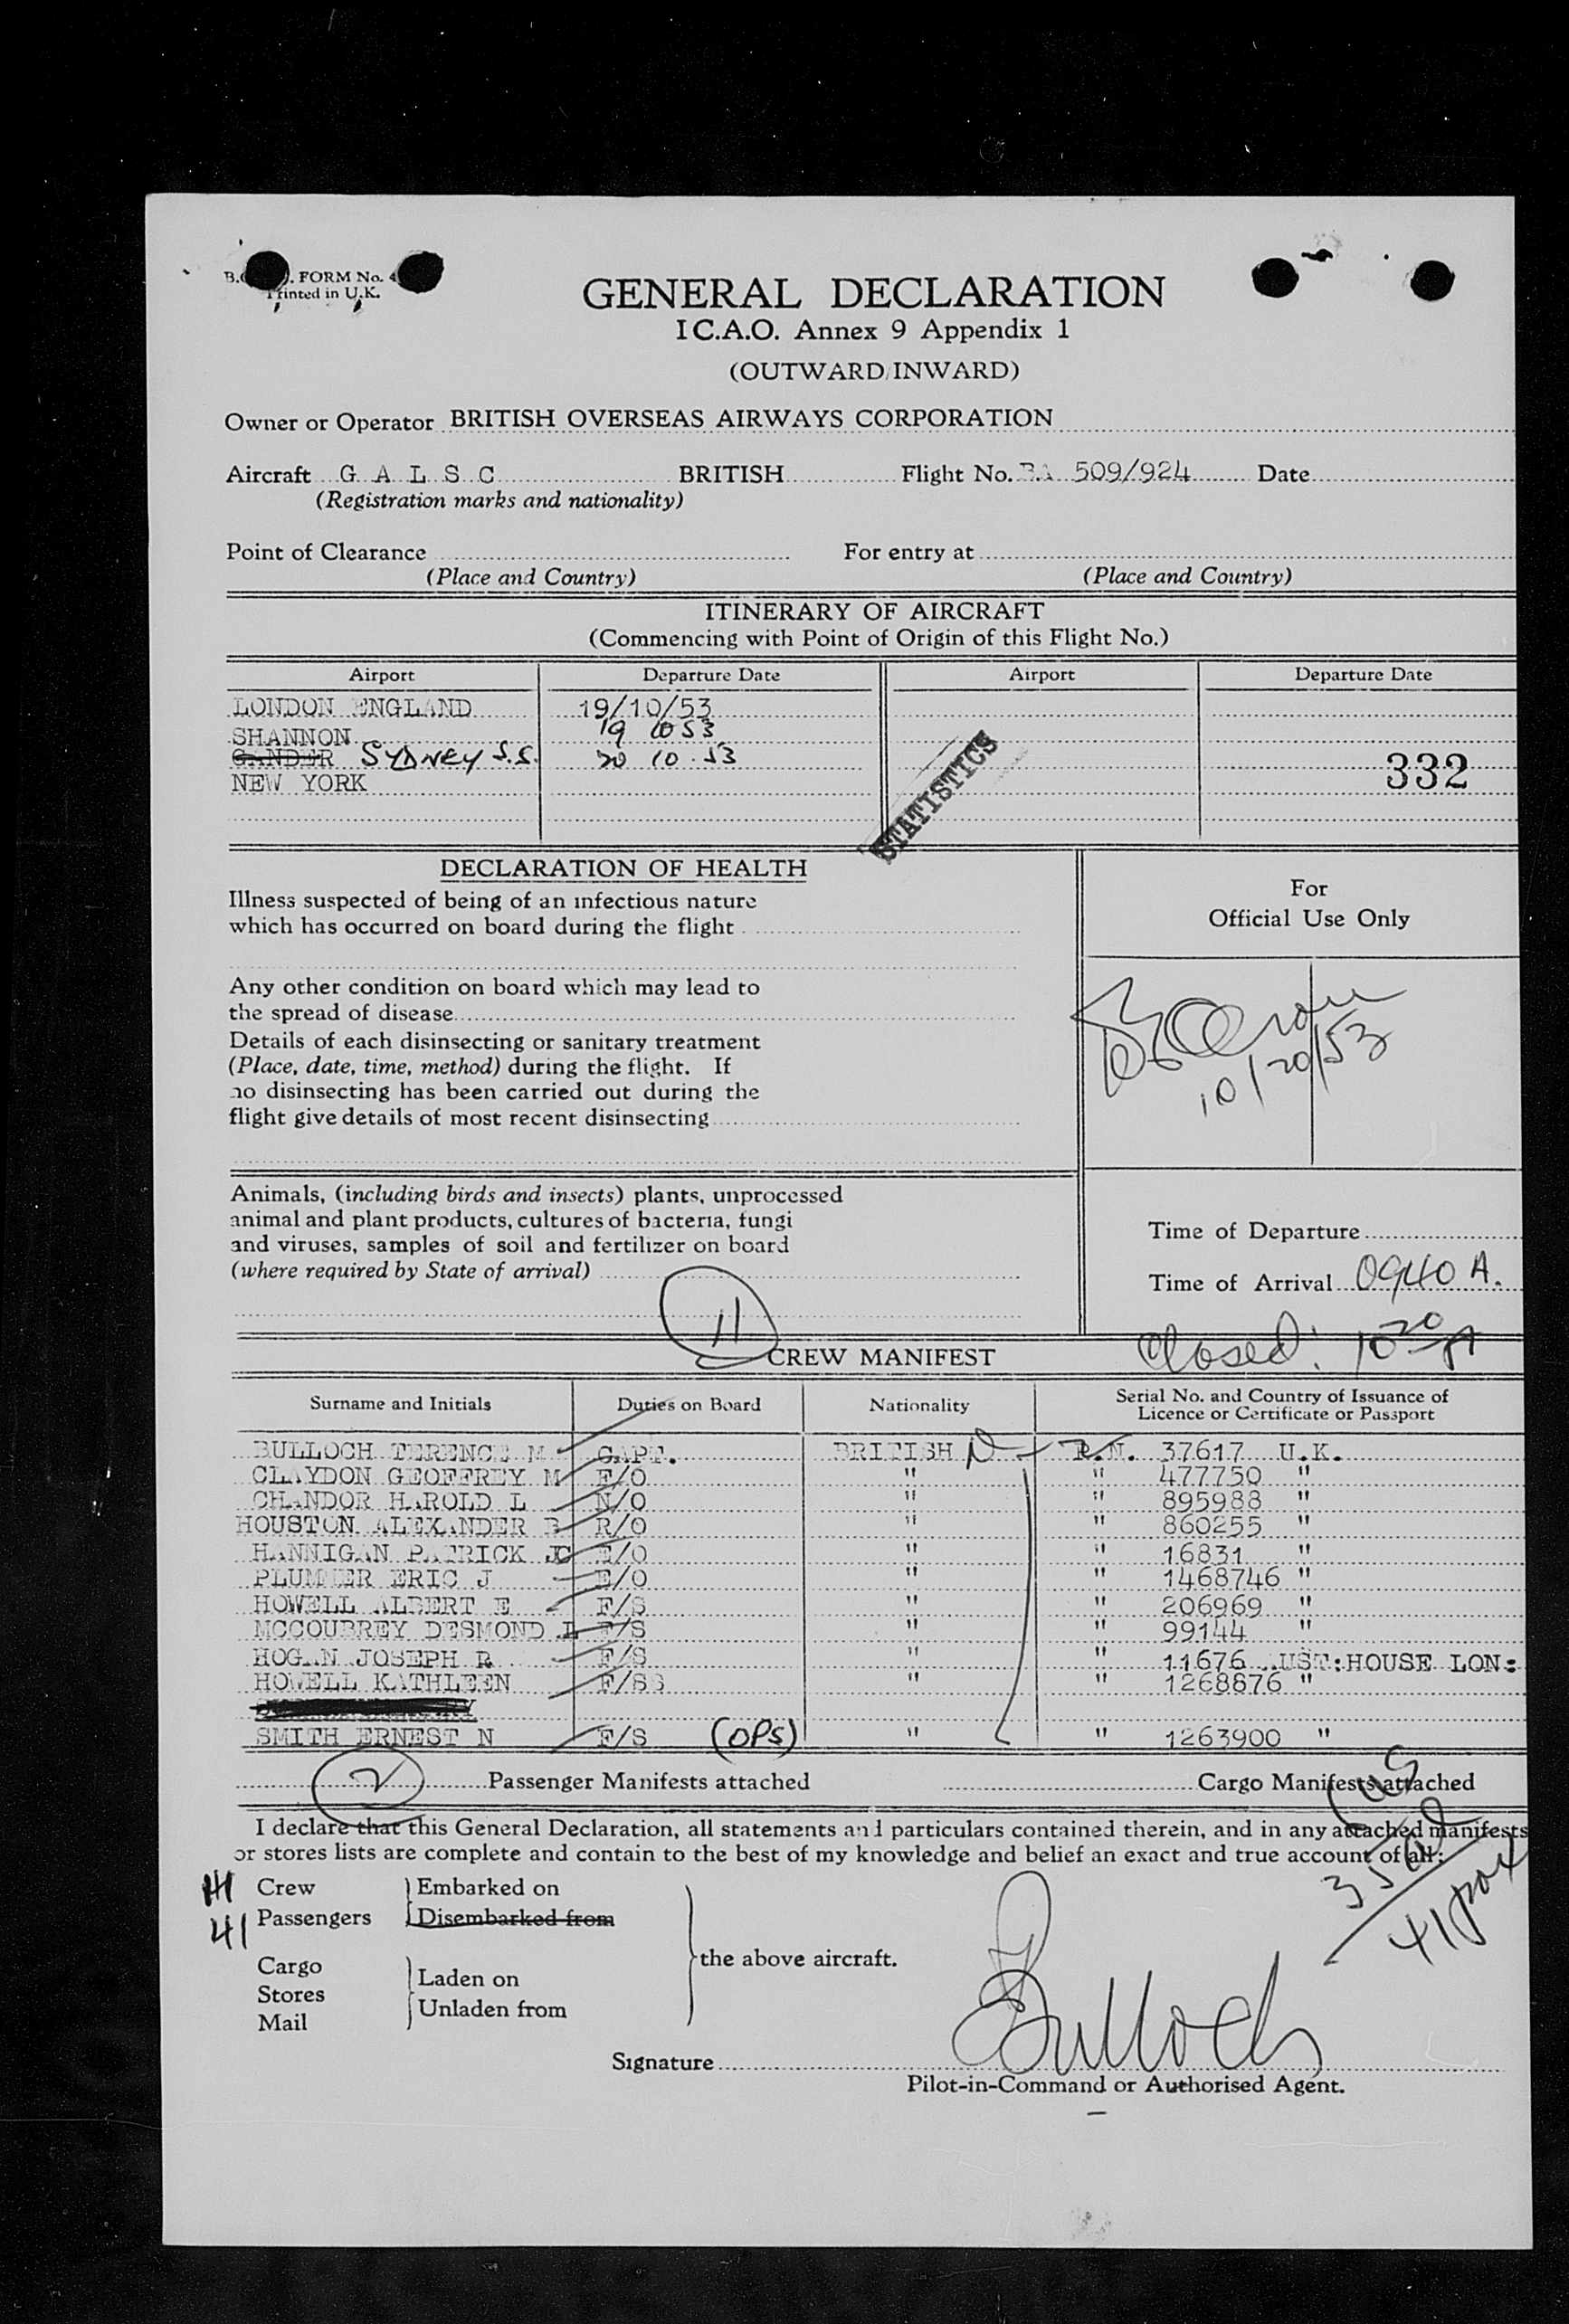 FORM No. 4
Printed in U.K.
GENERAL DECLARATION
I C.A.O. Annex 9 Appendix 1
(OUTWARD/INWARD)
Owner or Operator BRITISH OVERSEAS AIRWAYS CORPORATION
Aircraft G A L S C BRITISH Flight No. BA 509/924 Date
(Registration marks and nationality)
Point of Clearance For entry at
(Place and Country) (Place and Country)
ITINERARY OF AIRCRAFT
(Commencing with Point of Origin of this Flight No.)
Airport Departure Date Airport Departure Date
LONDON ENGLAND 19/10/53
SHANNON 19 10 53
GANDER SYDNEY S.S. 20 10.53 332
NEW YORK
STATISTICS
DECLARATION OF HEALTH
Illness suspected of being of an infectious nature
which has occurred on board during the flight
Any other condition on board which may lead to
the spread of disease
Details of each disinsecting or sanitary treatment
(Place, date, time, method) during the flight. If
no disinsecting has been carried out during the
flight give details of most recent disinsecting
For
Official Use Only
10/20/53
Animals, (including birds and insects) plants, unprocessed
animal and plant products, cultures of bacteria, fungi
and viruses, samples of soil and fertilizer on board
(where required by State of arrival)
Time of Departure
Time of Arrival 0940 A.
11
Closed: 10 20 A
CREW MANIFEST
Surname and Initials Duties on Board Nationality Serial No. and Country of Issuance of
Licence or Certificate or Passport
BULLOCH TERENCE M CAPT. BRITISH R.N. 37617 U.K.
CLAYDON GEOFFREY M F/O " " 477750 "
CHANDOR HAROLD L N/O " " 895988 "
HOUSTON ALEXANDER B R/O " " 860255 "
HANNIGAN PATRICK JC E/O " " 16831 "
PLUMMER ERIC J E/O " " 1468746 "
HOWELL ALBERT E F/S " " 206969 "
MCCOUBREY DESMOND L F/S " " 99144 "
HOGAN JOSEPH R F/S " " 11676 AUST:HOUSE LON:
HOWELL KATHLEEN F/SS " " 1268876 "
SMITH ERNEST N F/S (OPS) " " 1263900 "
2 Passenger Manifests attached Cargo Manifests attached
I declare that this General Declaration, all statements and particulars contained therein, and in any attached manifests
or stores lists are complete and contain to the best of my knowledge and belief an exact and true account of all:
Crew Embarked on
41 Passengers Disembarked from
the above aircraft.
Cargo Laden on
Stores Unladen from
Mail
41 pax
Signature Bulloch
Pilot-in-Command or Authorised Agent.